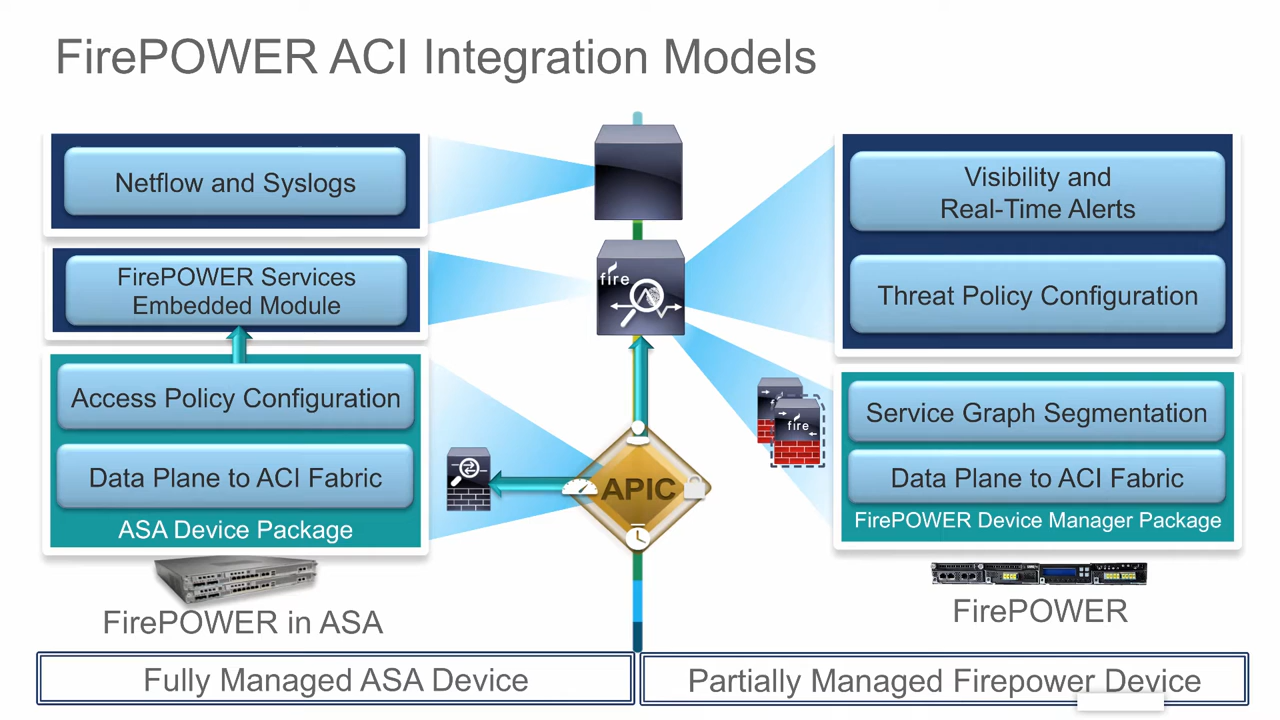 FirePOWER ACI Integration Models
Netflow and Syslogs
FirePOWER Services
Embedded Module
Access Policy Configuration
Data Plane to ACI Fabric
ASA Device Package
FirePOWER in ASA
Fully Managed ASA Device
fire
APIC
fire
Visibility and
Real-Time Alerts
Threat Policy Configuration
Service Graph Segmentation
Data Plane to ACI Fabric
FirePOWER Device Manager Package
FirePOWER
Partially Managed Firepower Device